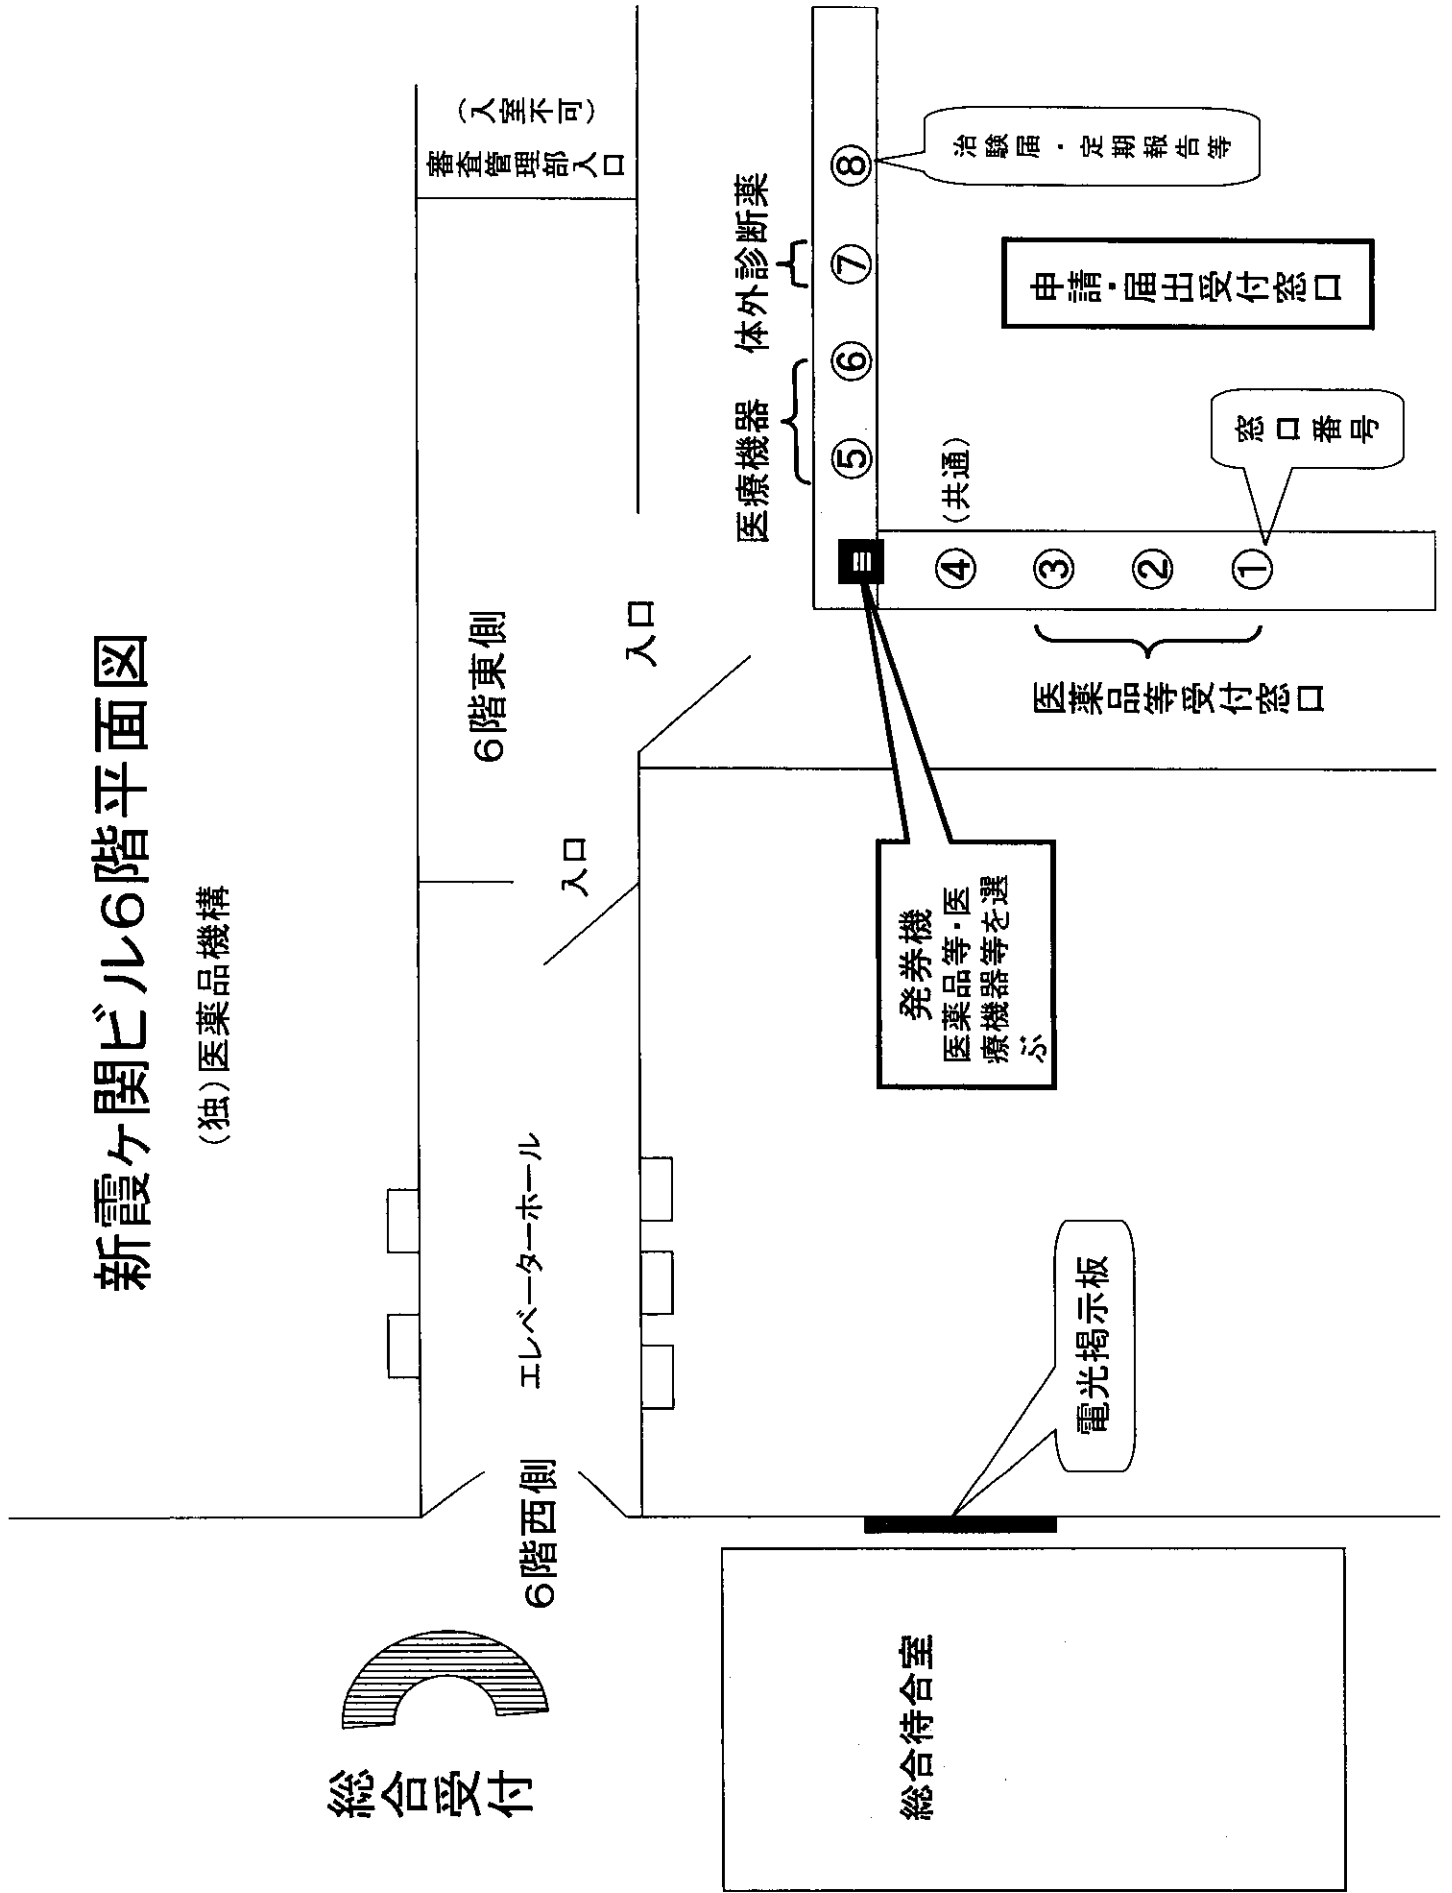 新霞ヶ関ビル6階平面図
(独)医薬品機構
総合受付
6階西側
エレベーターホール
入口
6階東側
入口
審査管理部入口
(入室不可)
総合待合室
電光掲示板
発券機
医薬品等・医
療機器等を選
ぶ
医療機器
体外診断薬
⑤
⑥
⑦
⑧
治験届・定期報告等
④
(共通)
③
②
①
医薬品等受付窓口
窓口番号
申請・届出受付窓口